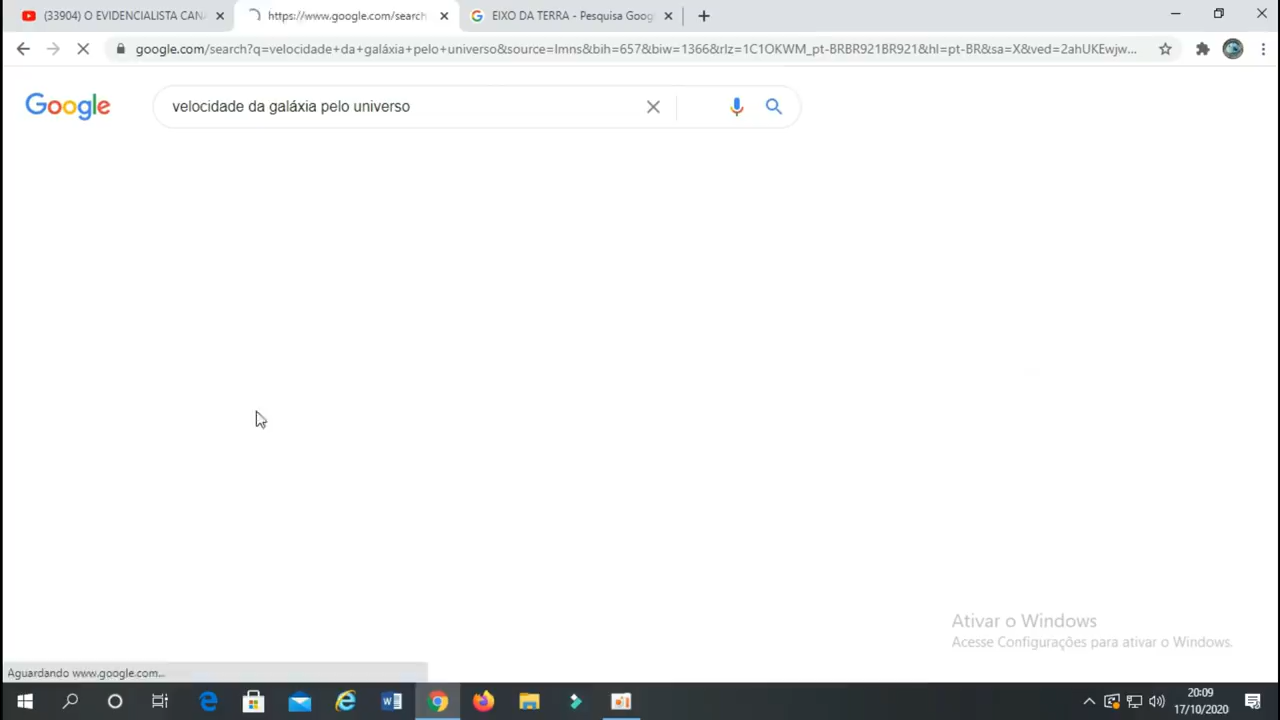 (33904) O EVIDENCIALISTA CANA
https://www.google.com/search
EIXO DA TERRA - Pesquisa Goog
google.com/search?q=velocidade+da+galáxia+pelo+universo&source=lmns&bih=657&biw=1366&rlz=1C1OKWM_pt-BRBR921BR921&hl=pt-BR&sa=X&ved=2ahUKEwjw...
Google
velocidade da galáxia pelo universo
Ativar o Windows
Acesse Configurações para ativar o Windows.
Aguardando www.google.com...
20:09
17/10/2020